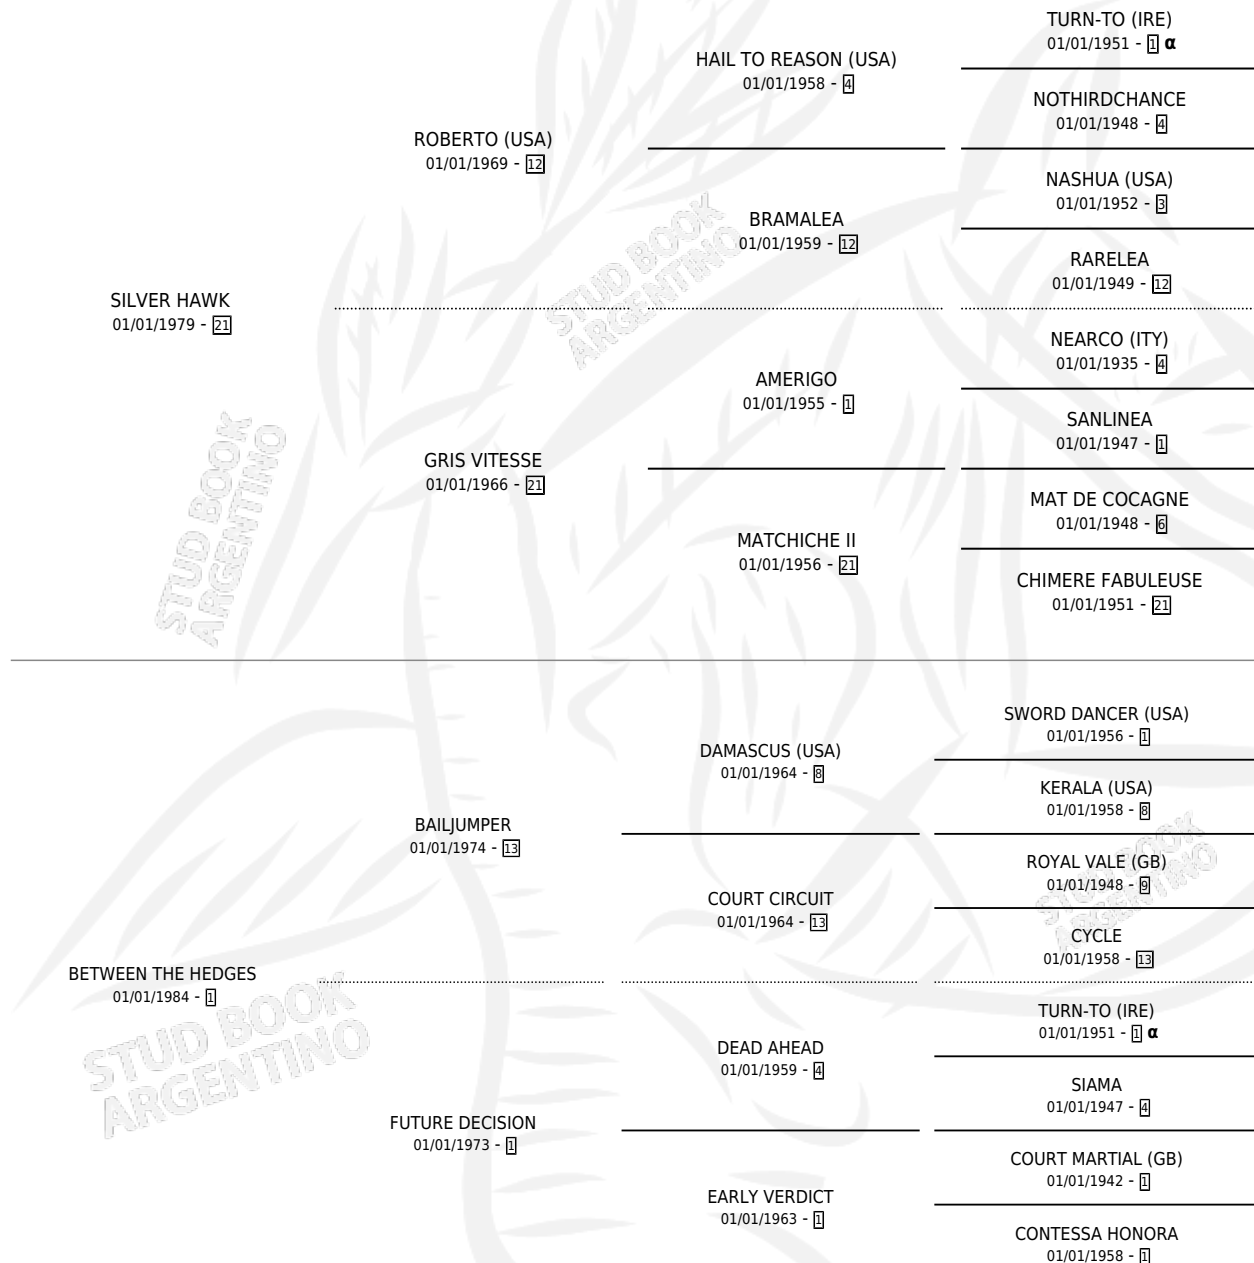 TURN-TO (IRE)
01/01/1951 - 1 α
HAIL TO REASON (USA)
01/01/1958 - 4
NOTHIRDCHANCE
01/01/1948 - 4
ROBERTO (USA)
01/01/1969 - 12
NASHUA (USA)
01/01/1952 - 3
BRAMALEA
01/01/1959 - 12
RARELEA
01/01/1949 - 12
SILVER HAWK
01/01/1979 - 21
NEARCO (ITY)
01/01/1935 - 4
AMERIGO
01/01/1955 - 1
SANLINEA
01/01/1947 - 1
GRIS VITESSE
01/01/1966 - 21
MAT DE COCAGNE
01/01/1948 - 6
MATCHICHE II
01/01/1956 - 21
CHIMERE FABULEUSE
01/01/1951 - 21
SWORD DANCER (USA)
01/01/1956 - 1
DAMASCUS (USA)
01/01/1964 - 8
KERALA (USA)
01/01/1958 - 8
BAILJUMPER
01/01/1974 - 13
ROYAL VALE (GB)
01/01/1948 - 9
COURT CIRCUIT
01/01/1964 - 13
CYCLE
01/01/1958 - 13
BETWEEN THE HEDGES
01/01/1984 - 1
TURN-TO (IRE)
01/01/1951 - 1 α
DEAD AHEAD
01/01/1959 - 4
SIAMA
01/01/1947 - 4
FUTURE DECISION
01/01/1973 - 1
COURT MARTIAL (GB)
01/01/1942 - 1
EARLY VERDICT
01/01/1963 - 1
CONTESSA HONORA
01/01/1958 - 1
STUD BOOK
ARGENTINO
STUD BOOK
ARGENTINO
STUD BOOK
ARGENTINO
STUD BOOK
ARGENTINO